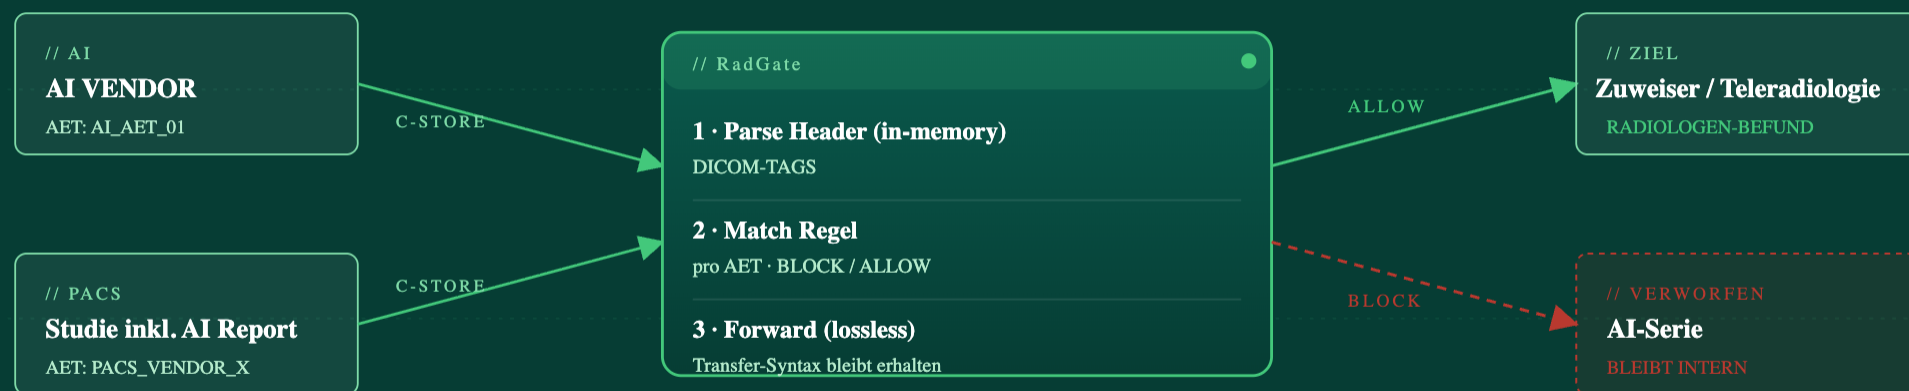 // AI
AI VENDOR
AET: AI_AET_01
C-STORE
// PACS
Studie inkl. AI Report
AET: PACS_VENDOR_X
C-STORE
// RadGate
1 · Parse Header (in-memory)
DICOM-TAGS
2 · Match Regel
pro AET · BLOCK / ALLOW
3 · Forward (lossless)
Transfer-Syntax bleibt erhalten
ALLOW
// ZIEL
Zuweiser / Teleradiologie
RADIOLOGEN-BEFUND
BLOCK
// VERWORFEN
AI-Serie
BLEIBT INTERN